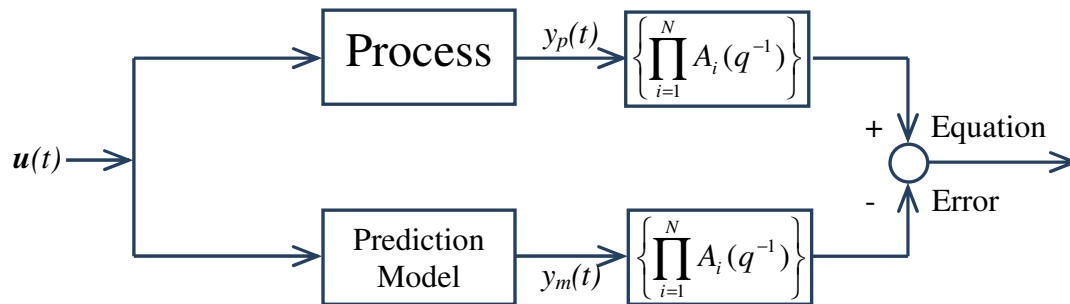 Process
y_p(t)
{∏_{i=1}^{N} A_i(q^{-1})}
+
Equation
u(t)
-
Error
Prediction
Model
y_m(t)
{∏_{i=1}^{N} A_i(q^{-1})}